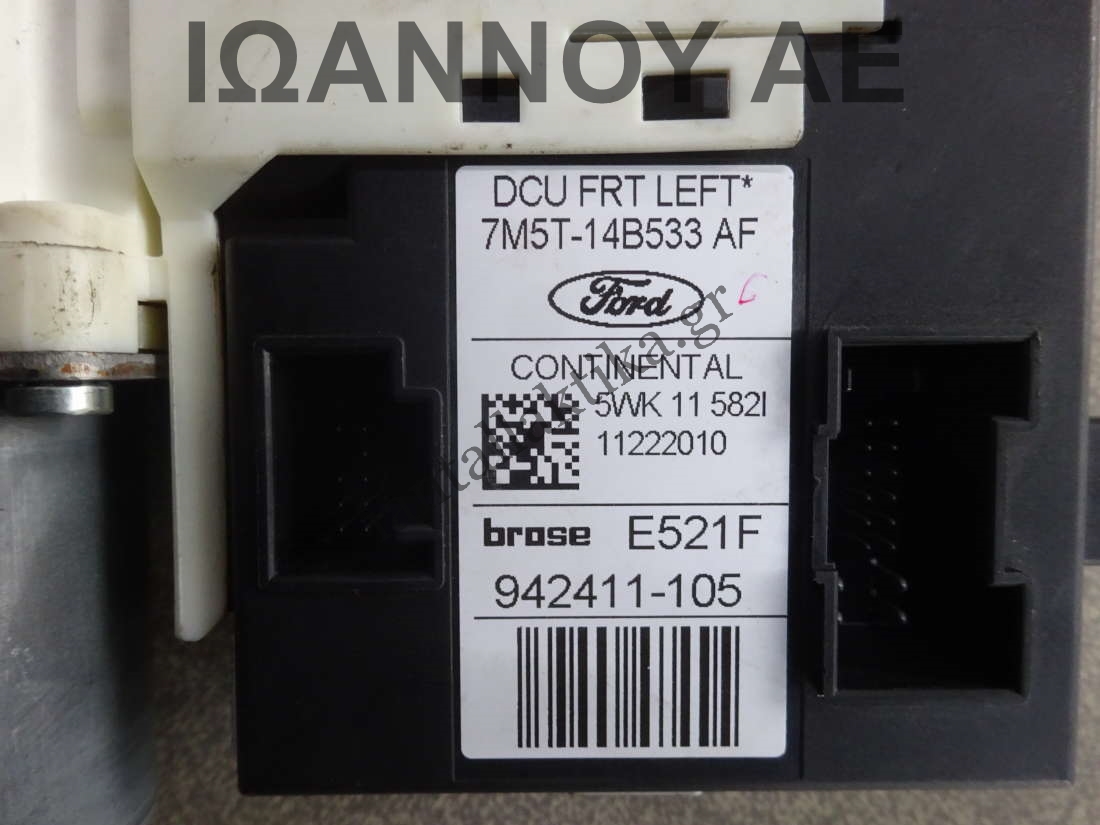 ΙΩΑΝΝΟΥ ΑΕ
DCU FRT LEFT*
7M5T-14B533 AF
Ford
CONTINENTAL
5WK 11 582I
11222010
brose E521F
942411-105